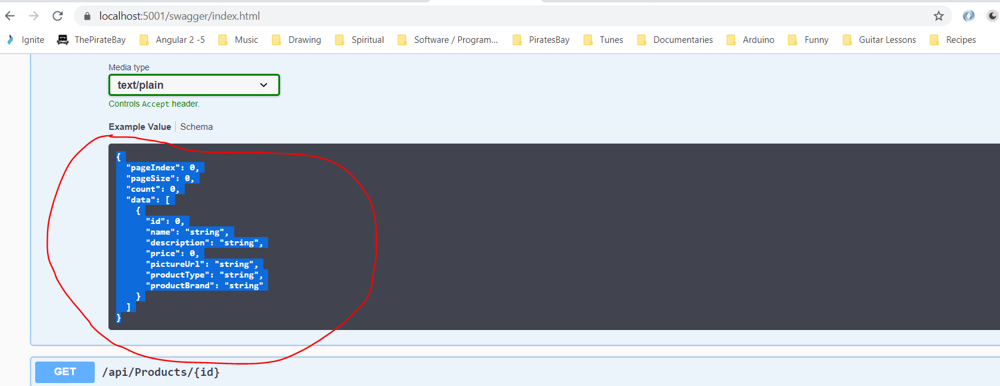 localhost:5001/swagger/index.html
Ignite ThePirateBay Angular 2 -5 Music Drawing Spiritual Software / Program... PiratesBay Tunes Documentaries Arduino Funny Guitar Lessons Recipes
Media type
text/plain
Controls Accept header.
Example Value Schema
{
"pageIndex": 0,
"pageSize": 0,
"count": 0,
"data": [
{
"id": 0,
"name": "string",
"description": "string",
"price": 0,
"pictureUrl": "string",
"productType": "string",
"productBrand": "string"
}
]
}
GET /api/Products/{id}